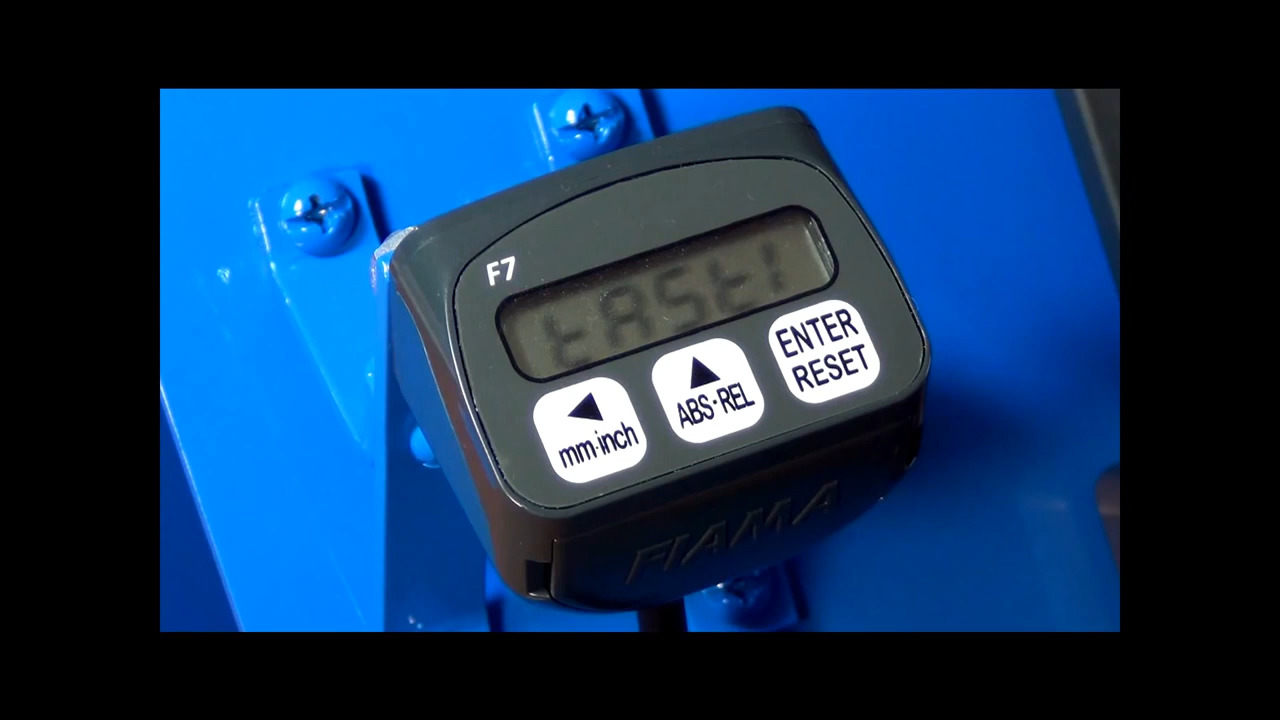 F7
tASt1
ENTER
RESET
ABS·REL
mm·inch
FIAMA